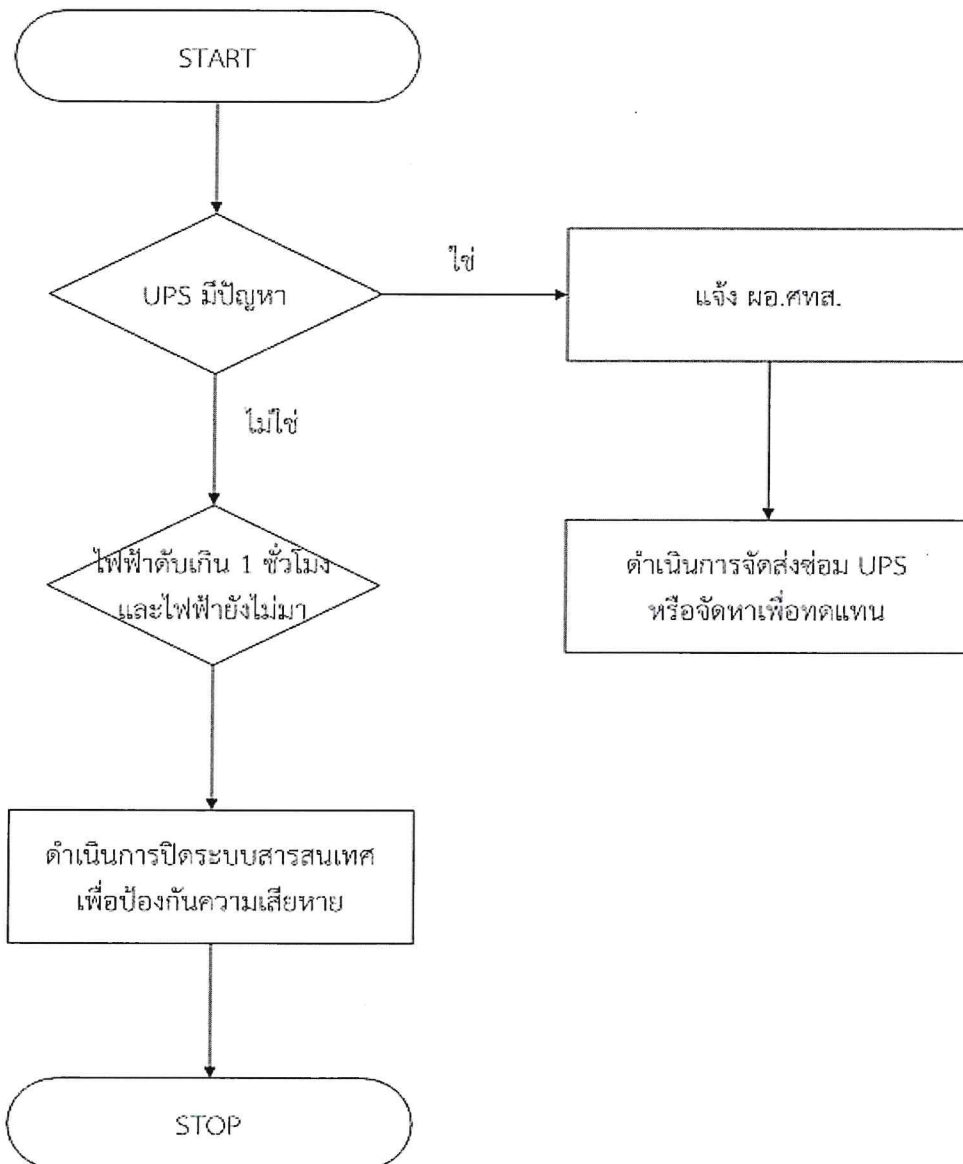 START
UPS มีปัญหา
ใช่
แจ้ง ผอ.ศทส.
ไม่ใช่
ไฟฟ้าดับเกิน 1 ชั่วโมง
และไฟฟ้ายังไม่มา
ดำเนินการจัดส่งซ่อม UPS
หรือจัดหาเพื่อทดแทน
ดำเนินการปิดระบบสารสนเทศ
เพื่อป้องกันความเสียหาย
STOP